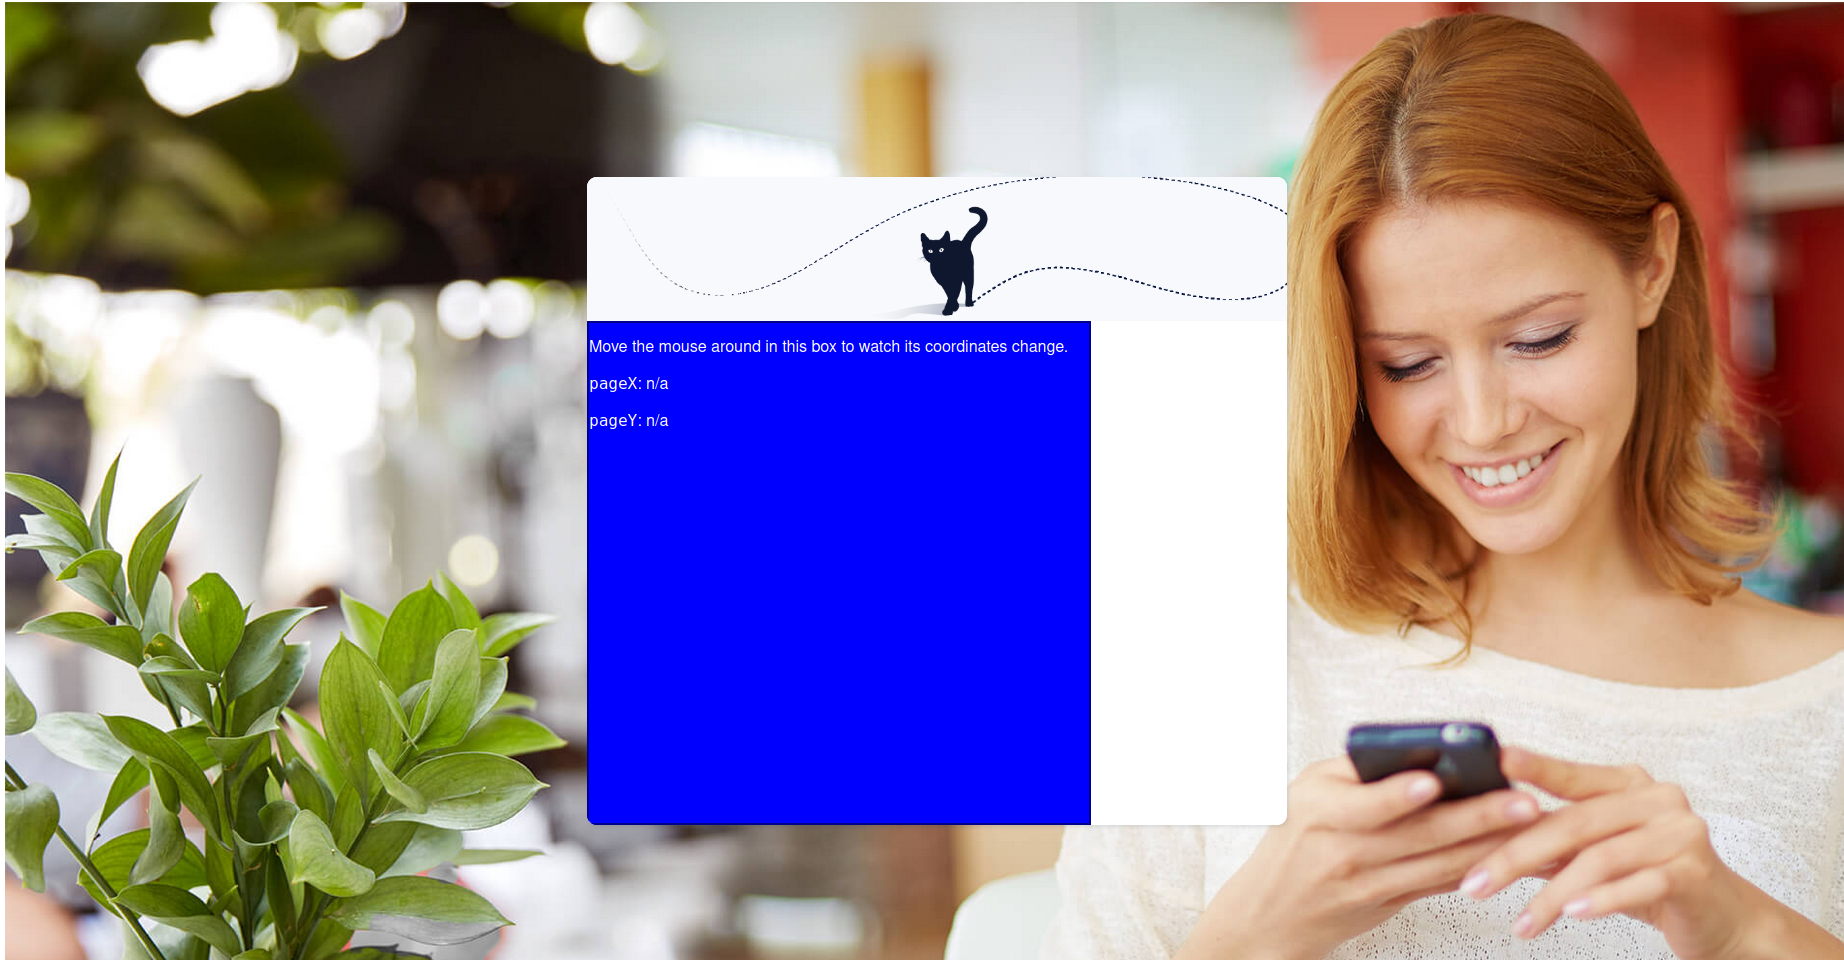 Move the mouse around in this box to watch its coordinates change.
pageX: n/a
pageY: n/a